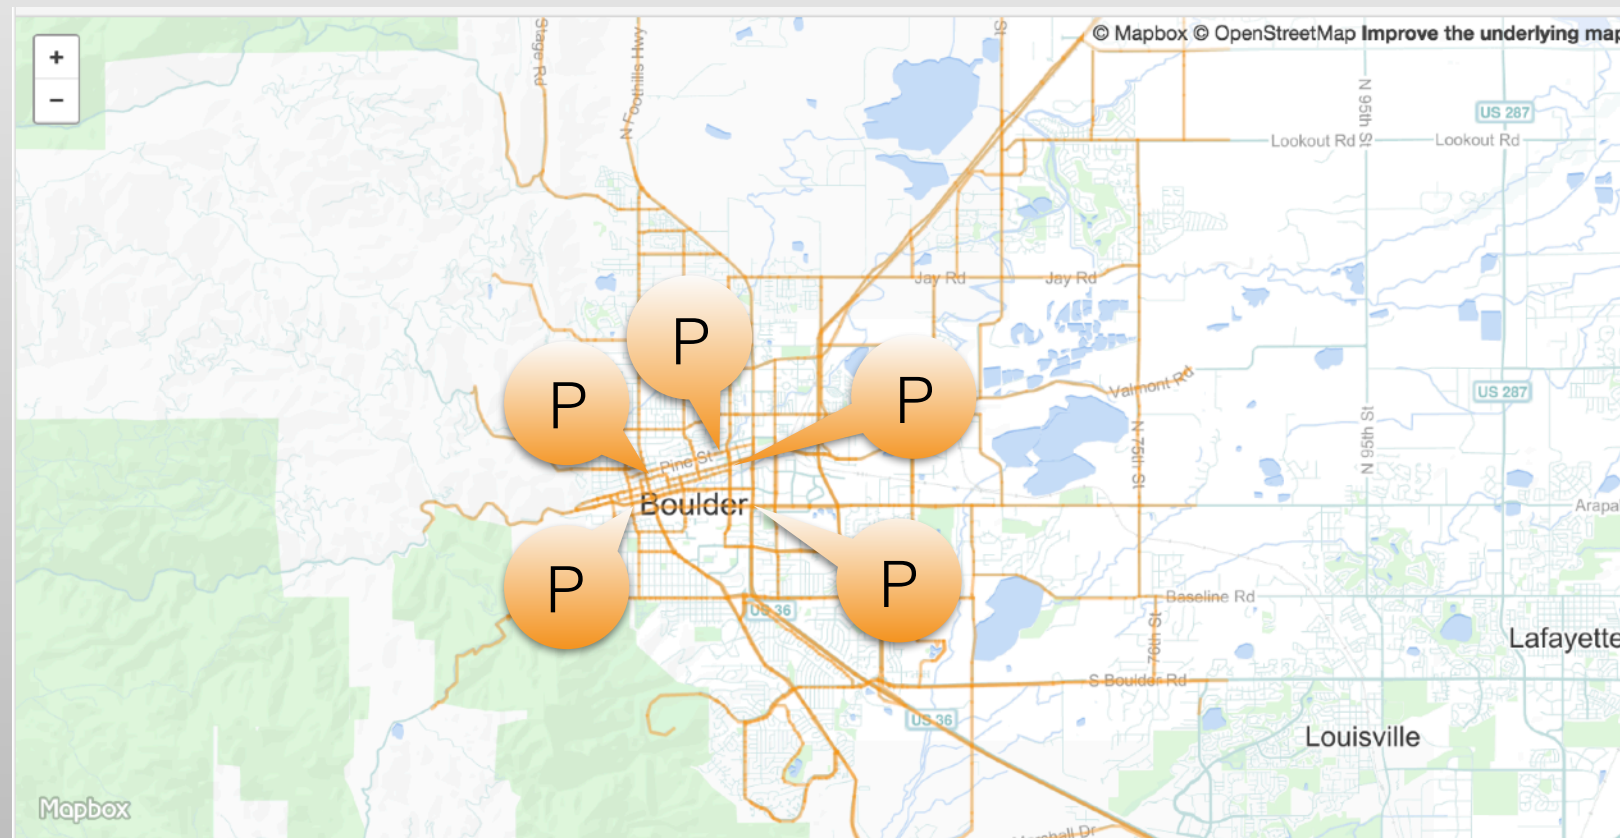 © Mapbox © OpenStreetMap Improve the underlying map
+
−
Stage Rd
N Foothills Hwy
St
N 95th St
US 287
Lookout Rd
Lookout Rd
Jay Rd
Jay Rd
P
P
P
Valmont Rd
US 287
N 95th St
N 75th St
Pine St
Boulder
Arapa
P
P
US 36
Baseline Rd
76th St
Lafayette
S Boulder Rd
US 36
Louisville
Mapbox